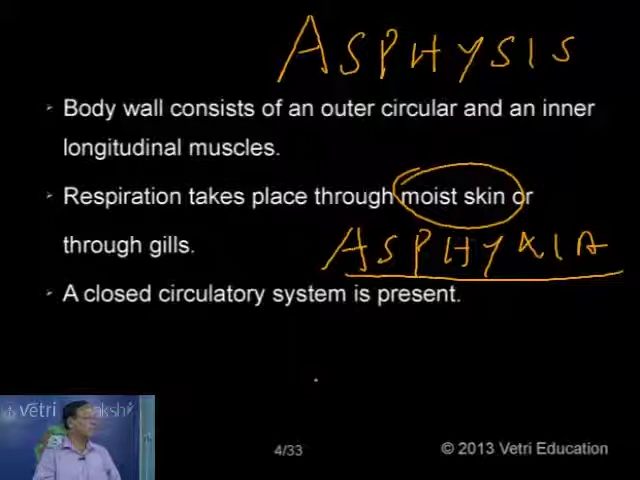 ASPHYSIS
Body wall consists of an outer circular and an inner
longitudinal muscles.
Respiration takes place through moist skin or
through gills.
ASPHYXIA
A closed circulatory system is present.
vetri
4/33
© 2013 Vetri Education